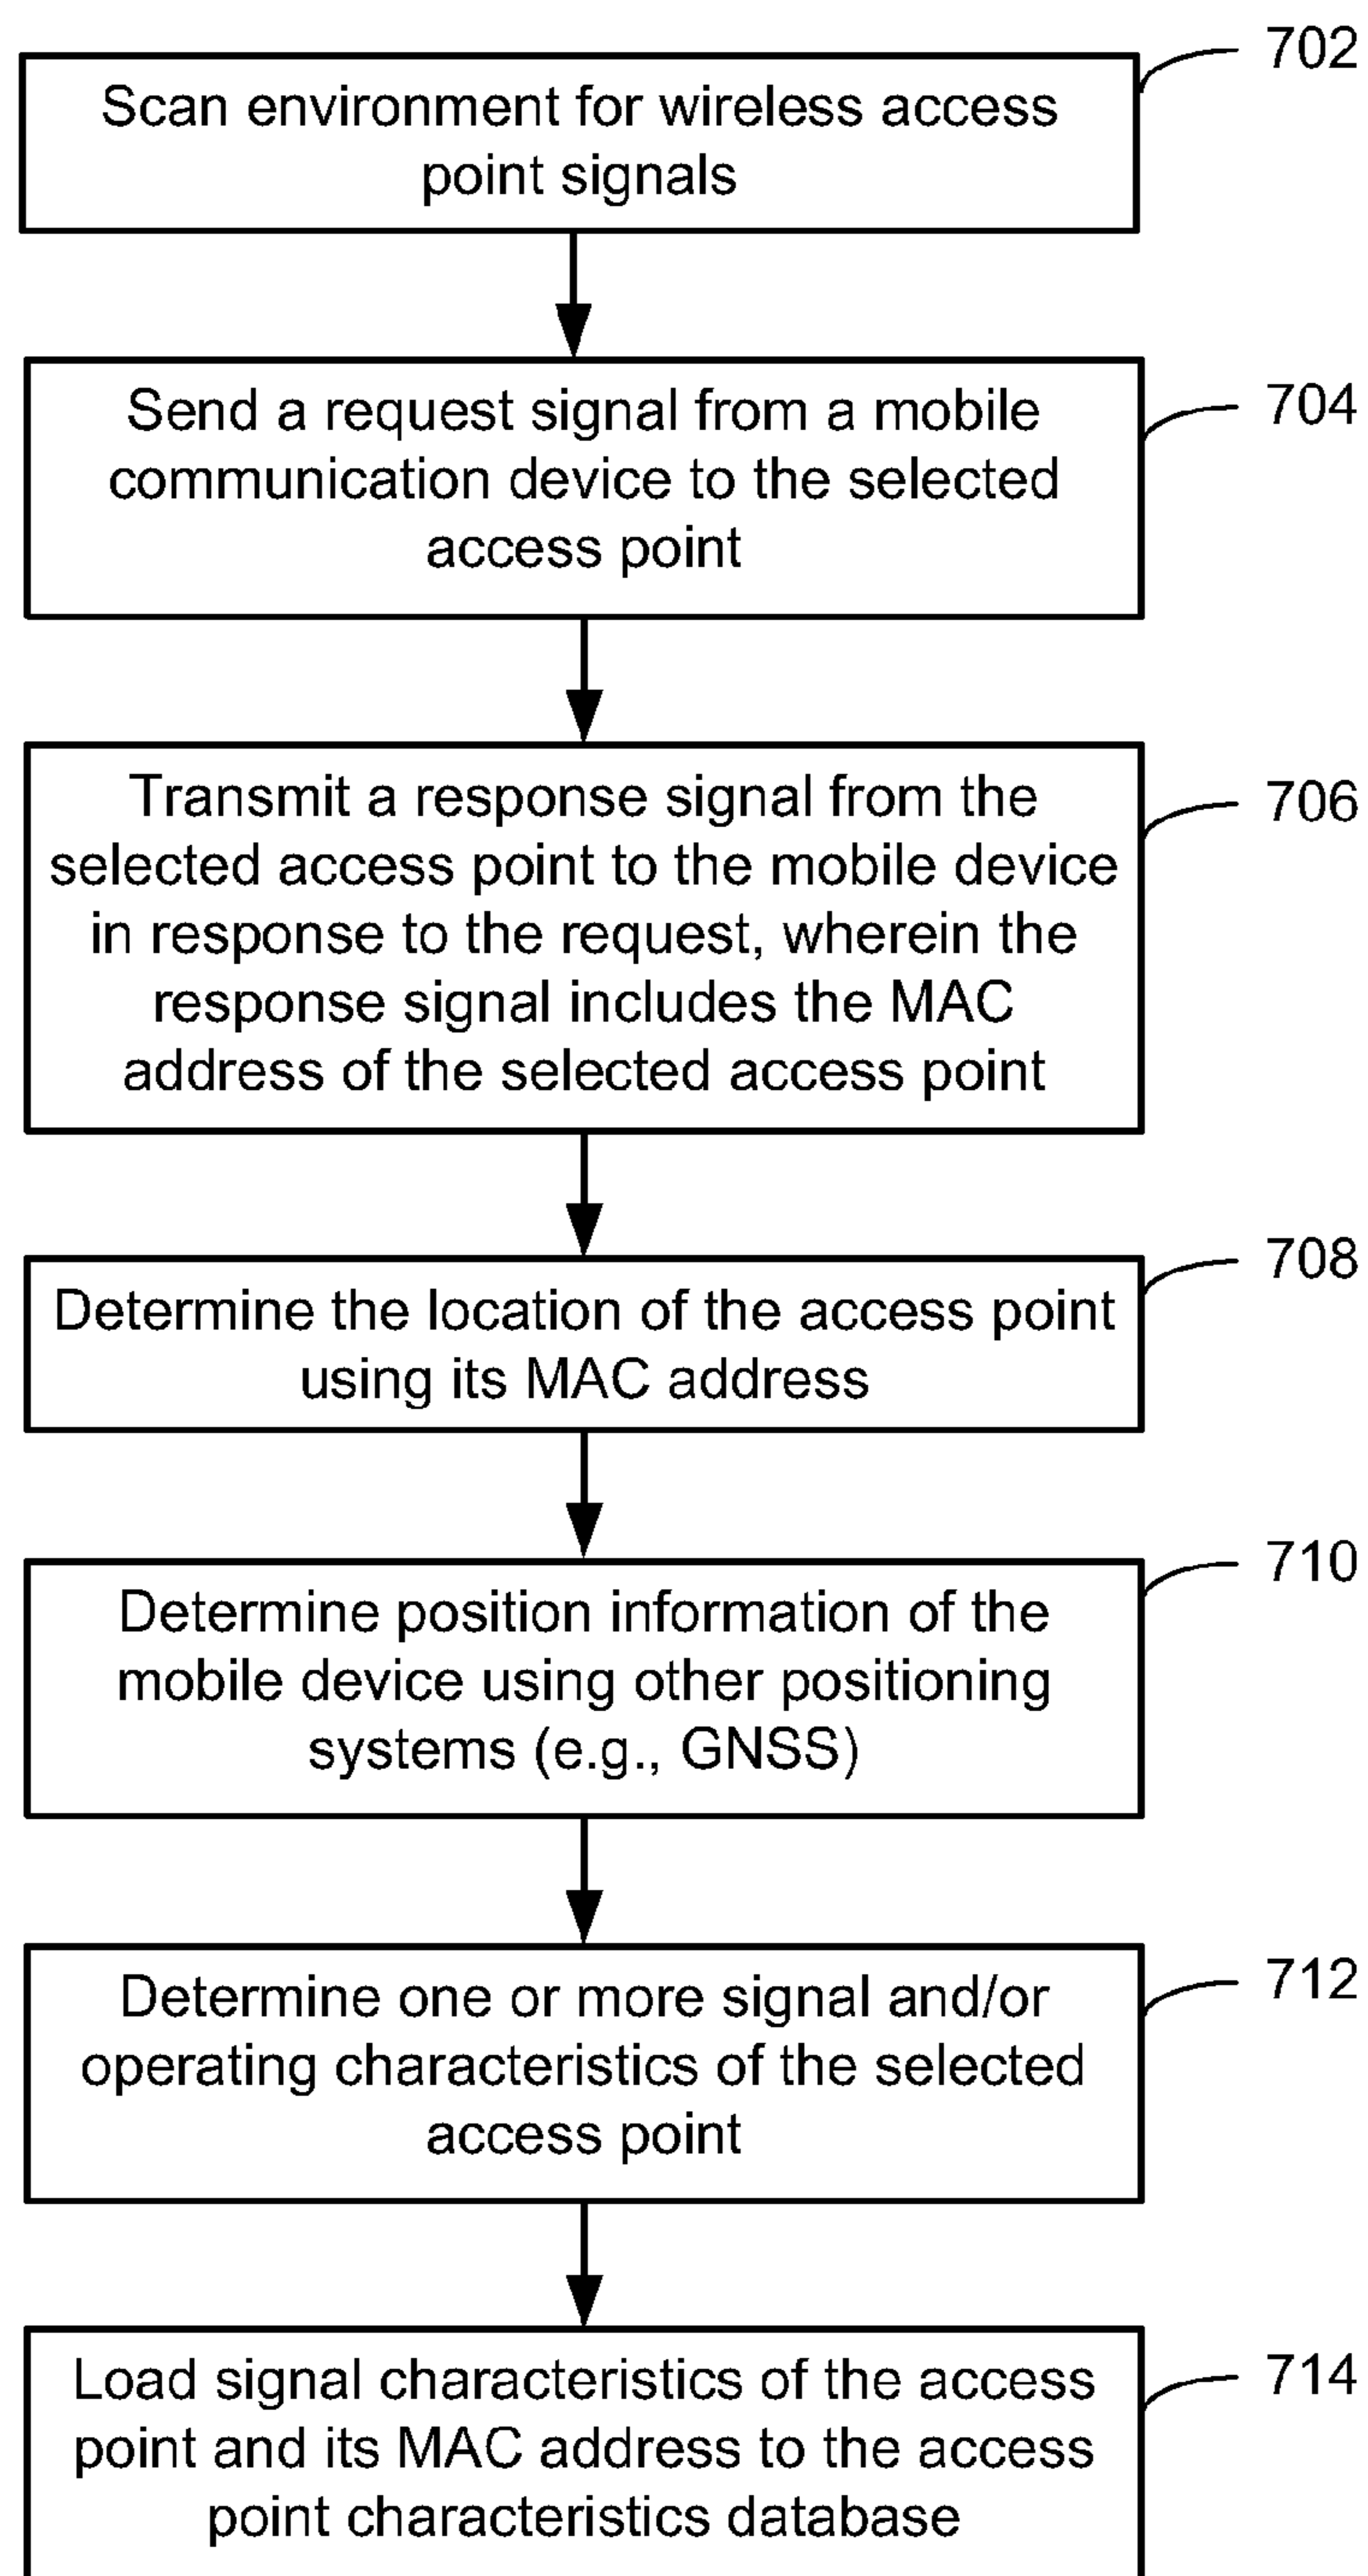 702
Scan environment for wireless access
point signals
704
Send a request signal from a mobile
communication device to the selected
access point
706
Transmit a response signal from the
selected access point to the mobile device
in response to the request, wherein the
response signal includes the MAC
address of the selected access point
708
Determine the location of the access point
using its MAC address
710
Determine position information of the
mobile device using other positioning
systems (e.g., GNSS)
712
Determine one or more signal and/or
operating characteristics of the selected
access point
714
Load signal characteristics of the access
point and its MAC address to the access
point characteristics database